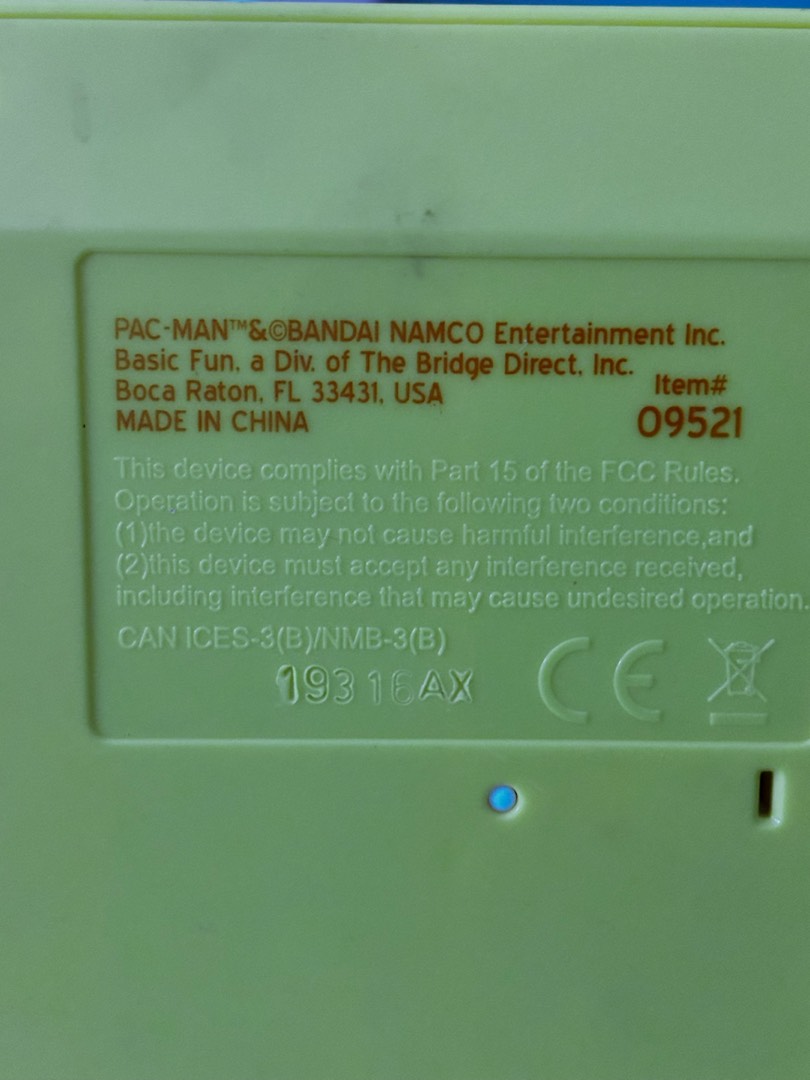 PAC-MAN™&©BANDAI NAMCO Entertainment Inc.
Basic Fun, a Div. of The Bridge Direct, Inc.
Boca Raton, FL 33431, USA
Item#
MADE IN CHINA
09521
This device complies with Part 15 of the FCC Rules.
Operation is subject to the following two conditions:
(1)the device may not cause harmful interference,and
(2)this device must accept any interference received,
including interference that may cause undesired operation.
CAN ICES-3(B)/NMB-3(B)
19316AX
CE